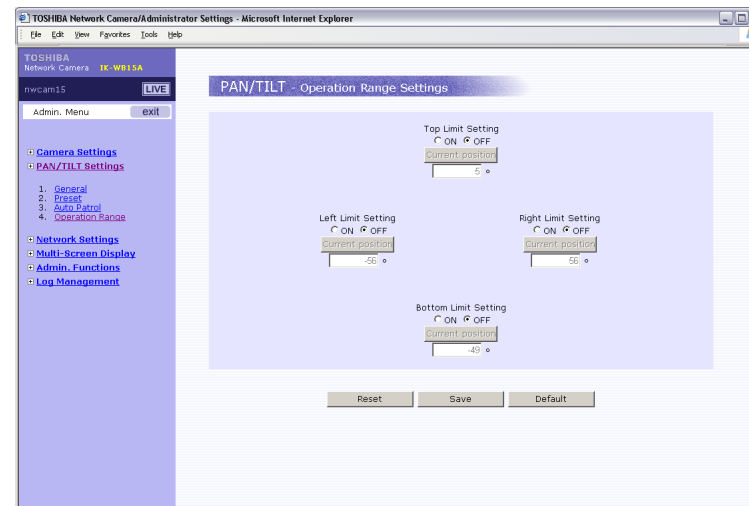 TOSHIBA Network Camera/Administrator Settings - Microsoft Internet Explorer
File Edit View Favorites Tools Help
TOSHIBA
Network Camera IK-WB15A
nwcam15 LIVE
Admin. Menu exit
Camera Settings
PAN/TILT Settings
1. General
2. Preset
3. Auto Patrol
4. Operation Range
Network Settings
Multi-Screen Display
Admin. Functions
Log Management
PAN/TILT - Operation Range Settings
Top Limit Setting
ON OFF
Current position
5 °
Left Limit Setting
ON OFF
Current position
-56 °
Right Limit Setting
ON OFF
Current position
56 °
Bottom Limit Setting
ON OFF
Current position
-49 °
Reset Save Default